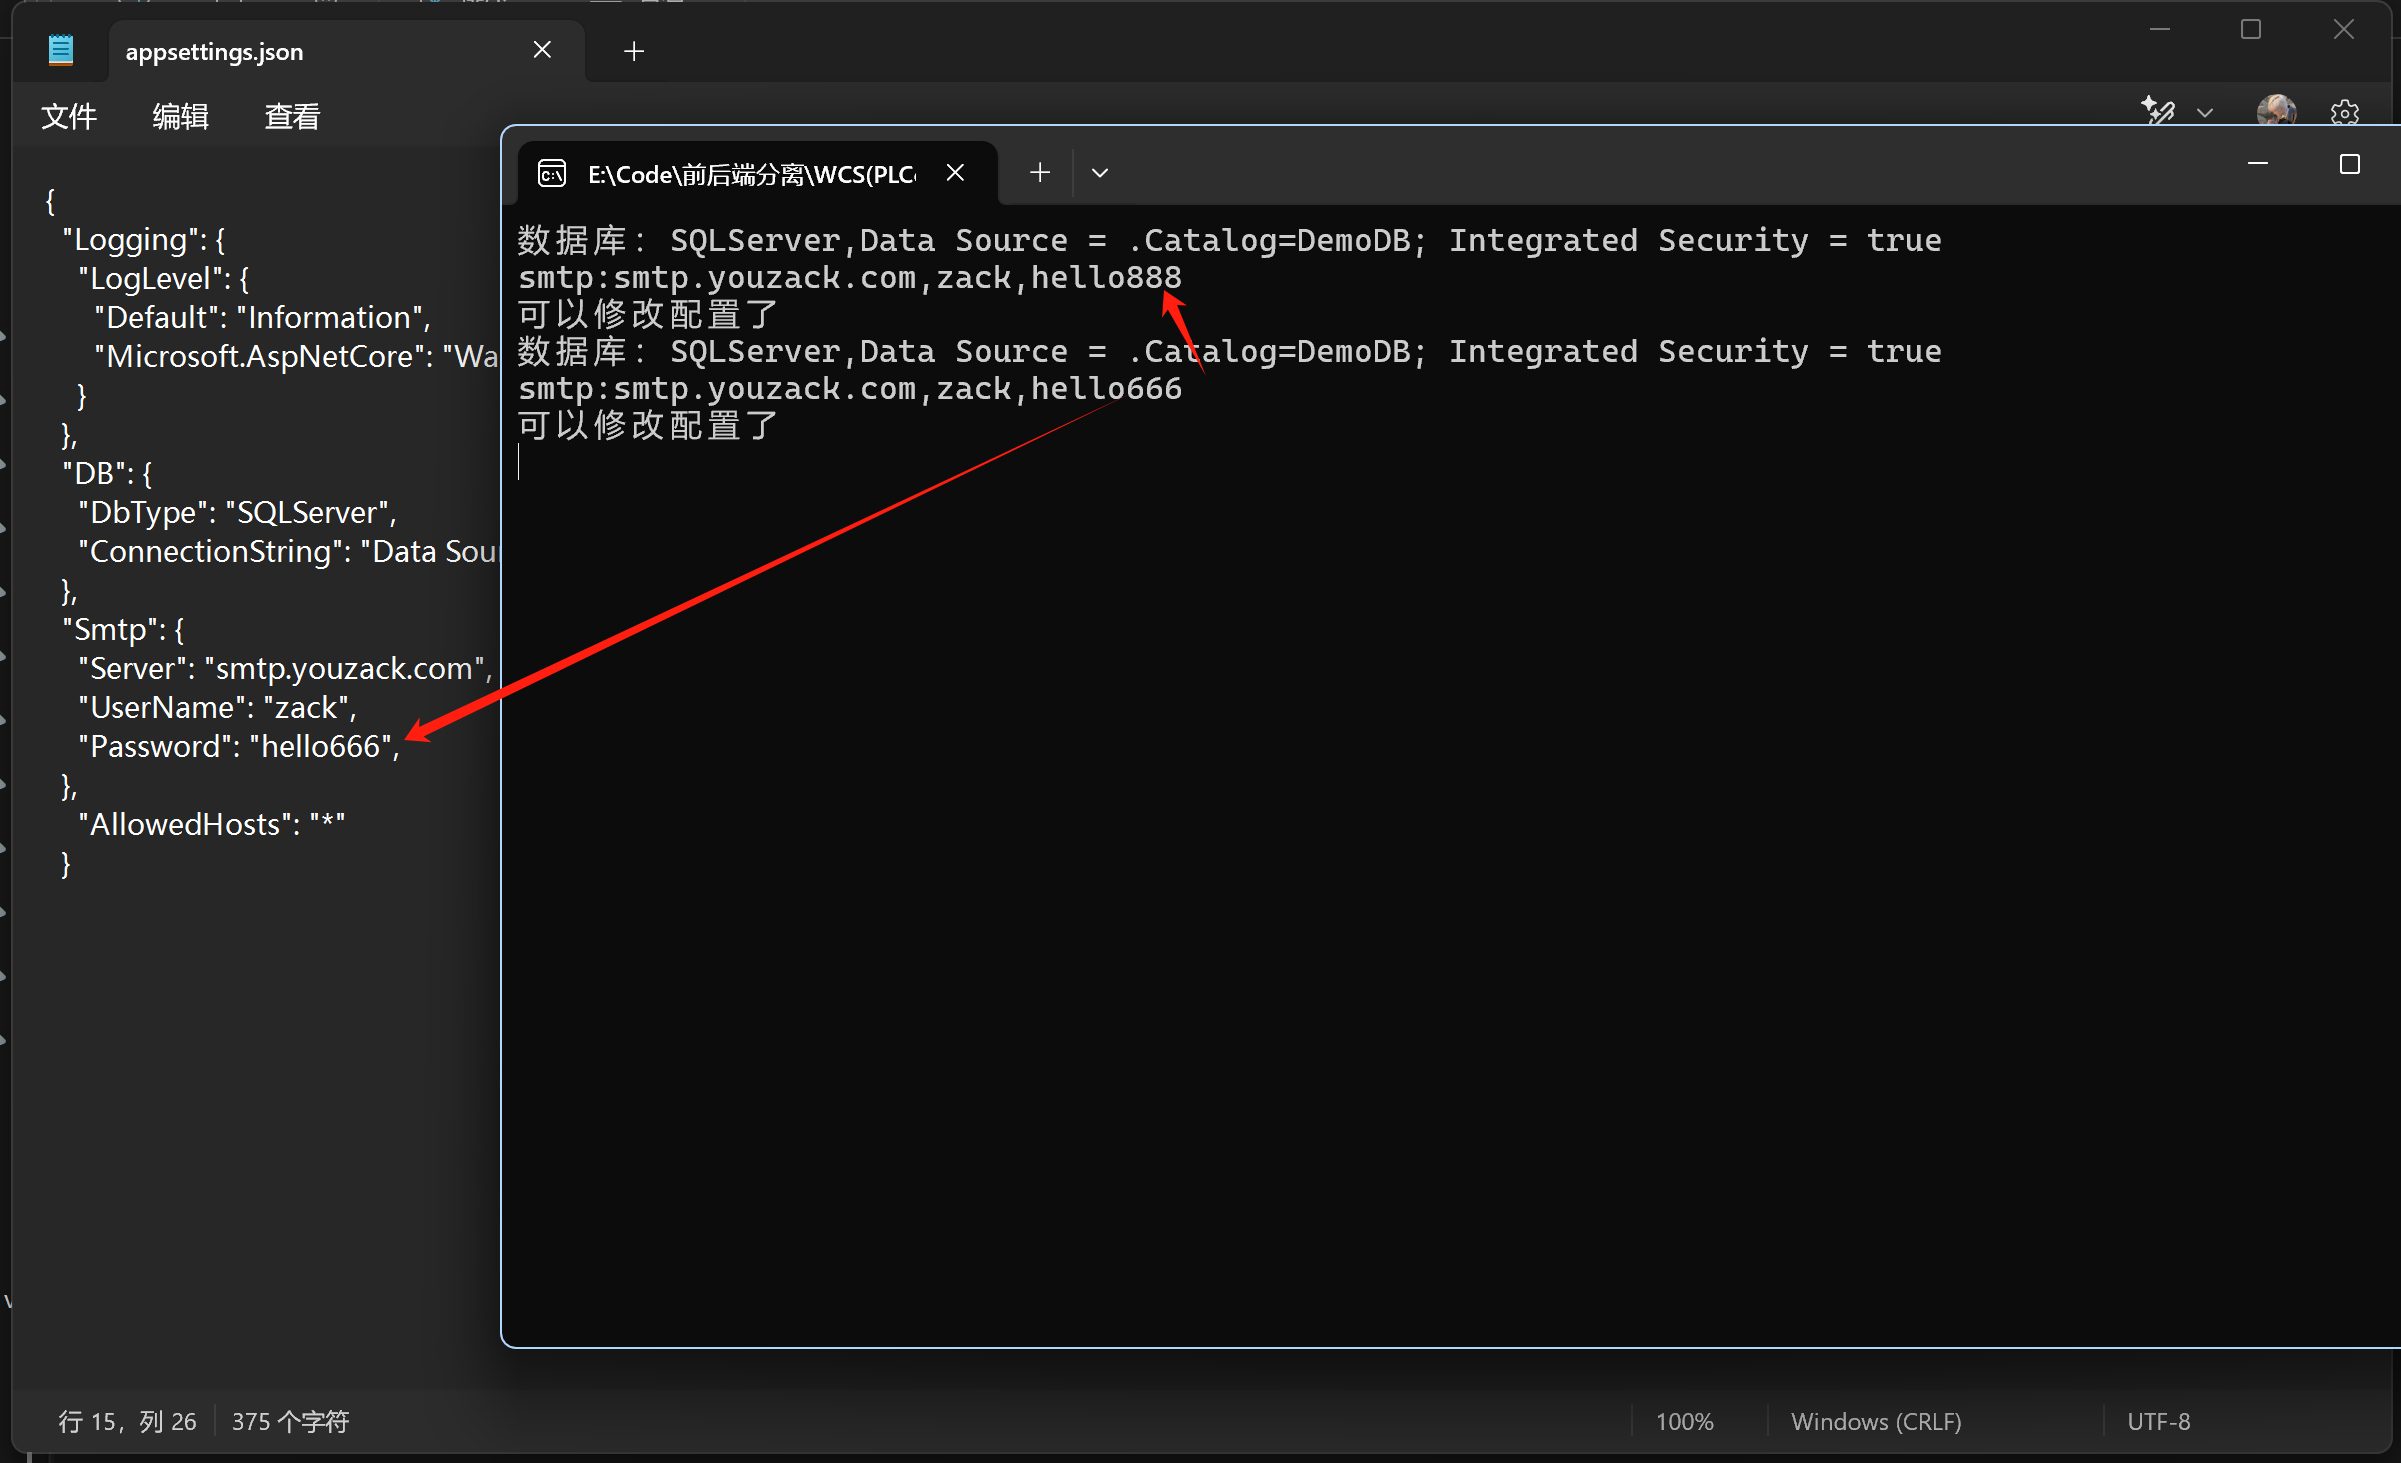 appsettings.json
文件 编辑 查看
{
"Logging": {
"LogLevel": {
"Default": "Information",
"Microsoft.AspNetCore": "Wa
}
},
"DB": {
"DbType": "SQLServer",
"ConnectionString": "Data Sour
},
"Smtp": {
"Server": "smtp.youzack.com",
"UserName": "zack",
"Password": "hello666",
},
"AllowedHosts": "*"
}
E:\Code\前后端分离\WCS(PLC
数据库：SQLServer,Data Source = .Catalog=DemoDB; Integrated Security = true
smtp:smtp.youzack.com,zack,hello888
可以修改配置了
数据库：SQLServer,Data Source = .Catalog=DemoDB; Integrated Security = true
smtp:smtp.youzack.com,zack,hello666
可以修改配置了
行 15，列 26 375 个字符 100% Windows (CRLF) UTF-8